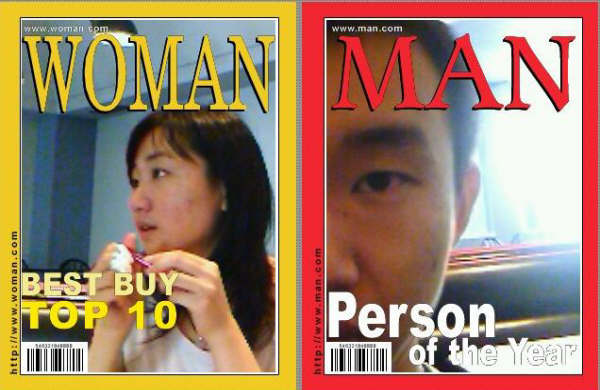 www.woman.com
WOMAN
http://www.woman.com
BEST BUY
TOP 10
www.man.com
MAN
http://www.man.com
Person
of the Year